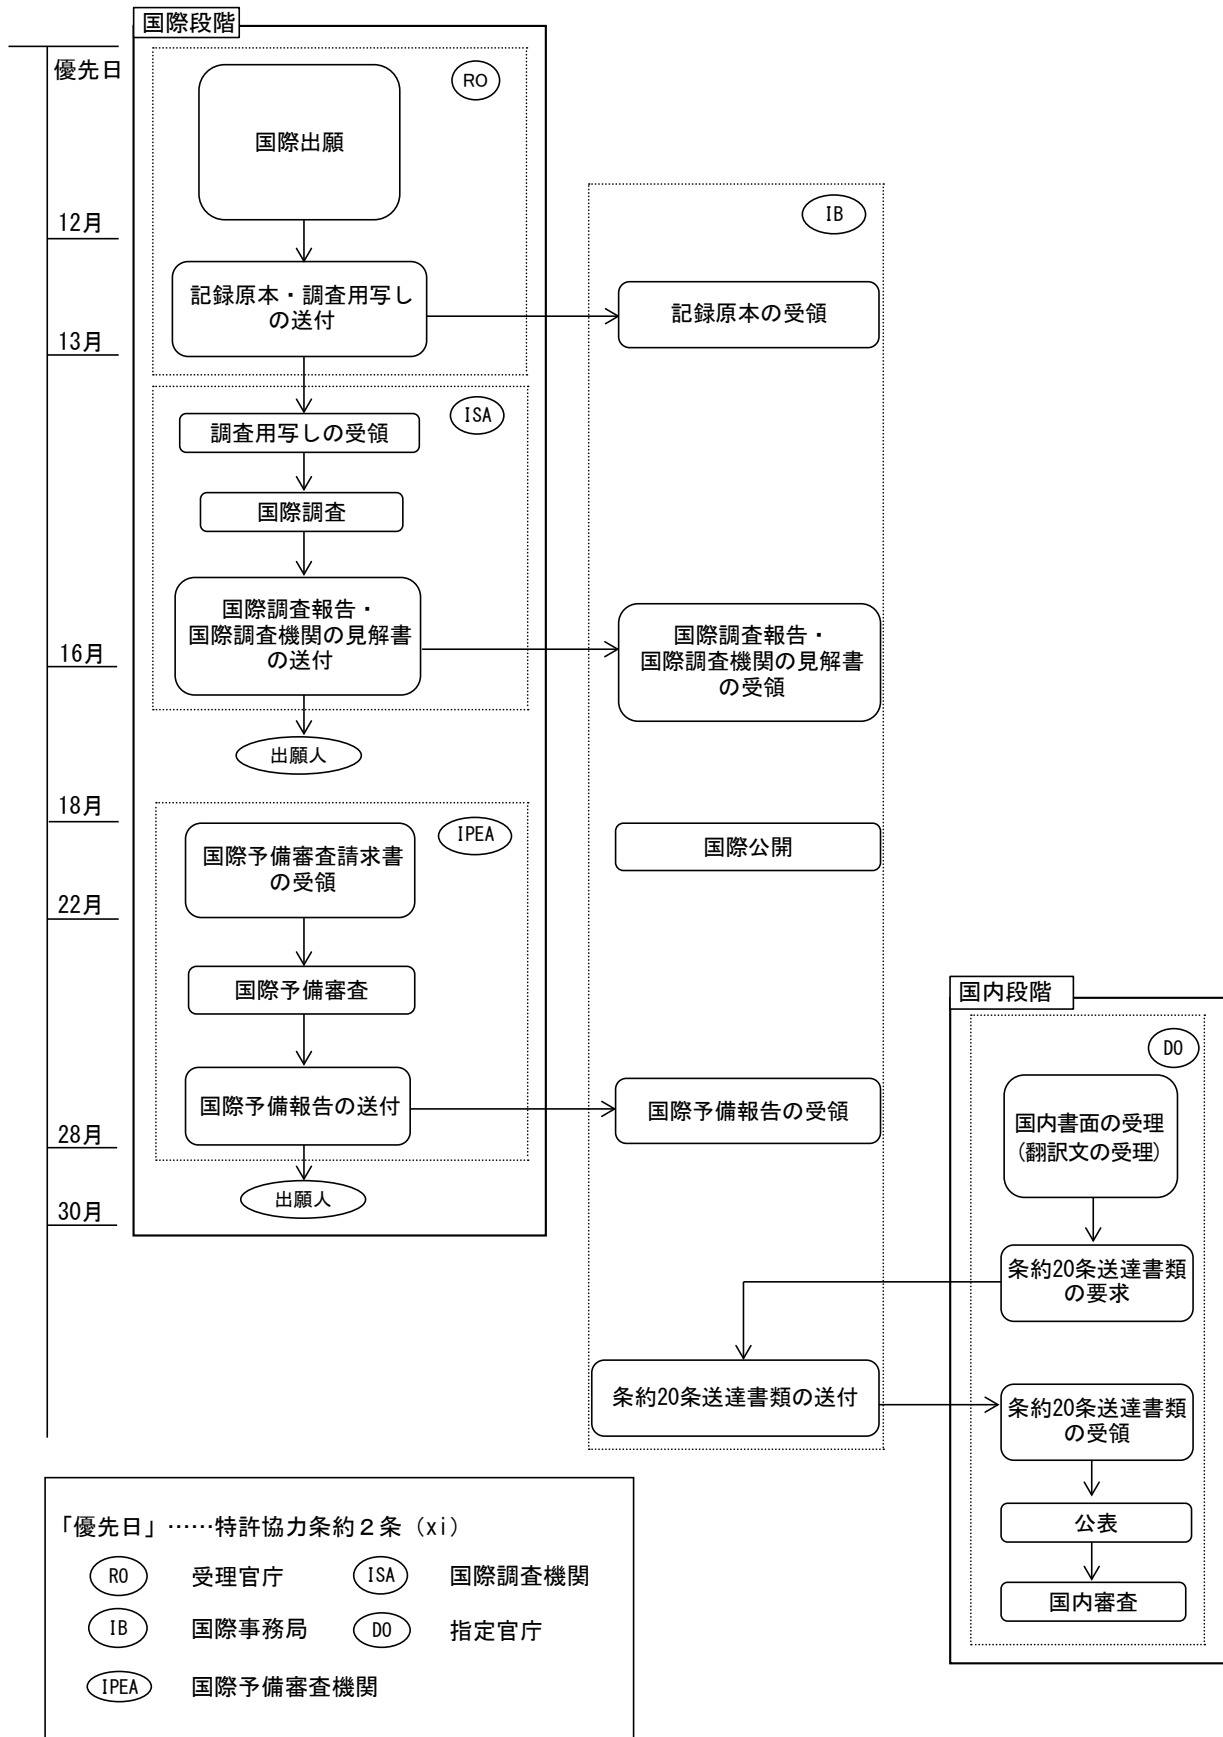 国際段階
優先日
RO
国際出願
12月
IB
記録原本・調査用写し
の送付
記録原本の受領
13月
ISA
調査用写しの受領
国際調査
国際調査報告・
国際調査機関の見解書
の送付
国際調査報告・
国際調査機関の見解書
の受領
16月
出願人
18月
IPEA
国際予備審査請求書
の受領
国際公開
22月
国際予備審査
国内段階
DO
国際予備報告の送付
国際予備報告の受領
国内書面の受理
(翻訳文の受理)
28月
出願人
30月
条約20条送達書類
の要求
条約20条送達書類の送付
条約20条送達書類
の受領
公表
国内審査
「優先日」……特許協力条約2条（xi）
RO 受理官庁 ISA 国際調査機関
IB 国際事務局 DO 指定官庁
IPEA 国際予備審査機関